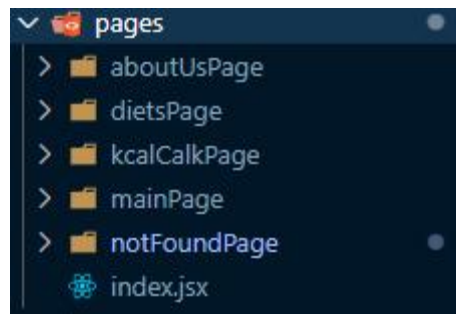 pages
aboutUsPage
dietsPage
kcalCalkPage
mainPage
notFoundPage
index.jsx